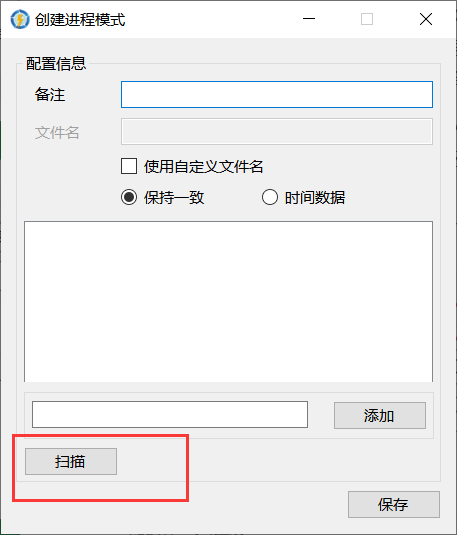 创建进程模式
配置信息
备注
文件名
使用自定义文件名
保持一致 时间数据
添加
扫描
保存